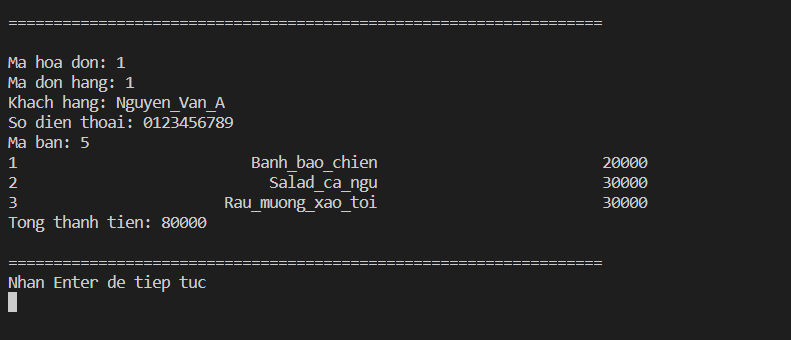 ==================================================================
Ma hoa don: 1
Ma don hang: 1
Khach hang: Nguyen_Van_A
So dien thoai: 0123456789
Ma ban: 5
1                          Banh_bao_chien                         20000
2                            Salad_ca_ngu                         30000
3                       Rau_muong_xao_toi                         30000
Tong thanh tien: 80000
==================================================================
Nhan Enter de tiep tuc